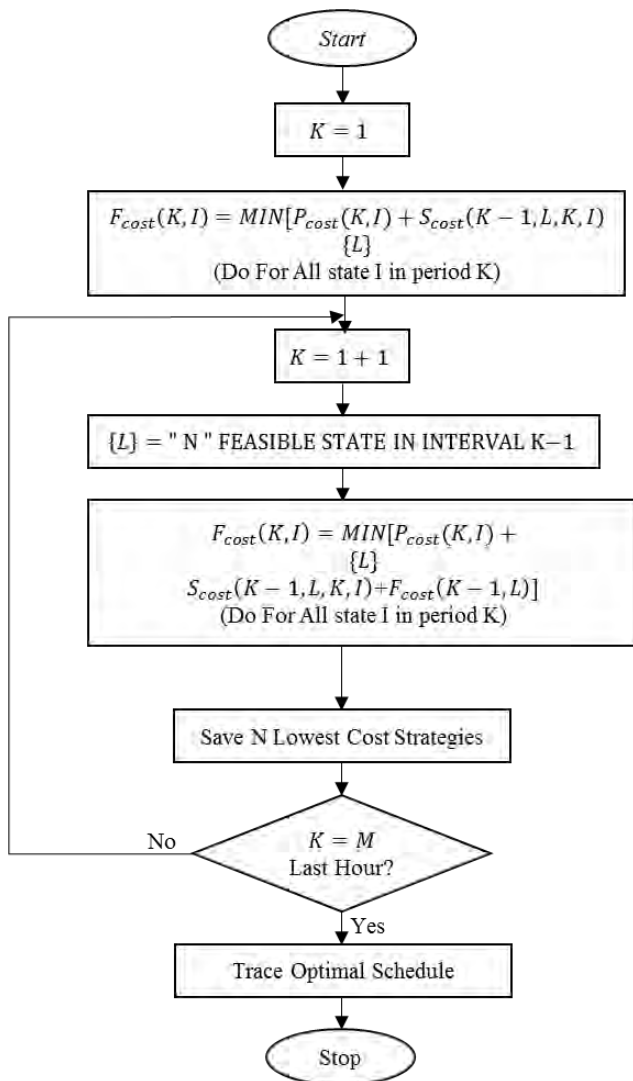 Start
K = 1
F_cost(K,I) = MIN[P_cost(K,I) + S_cost(K − 1,L,K,I)
{L}
(Do For All state I in period K)
K = 1 + 1
{L} = " N " FEASIBLE STATE IN INTERVAL K−1
F_cost(K,I) = MIN[P_cost(K,I) +
{L}
S_cost(K − 1,L,K,I)+F_cost(K − 1,L)]
(Do For All state I in period K)
Save N Lowest Cost Strategies
No
K = M
Last Hour?
Yes
Trace Optimal Schedule
Stop